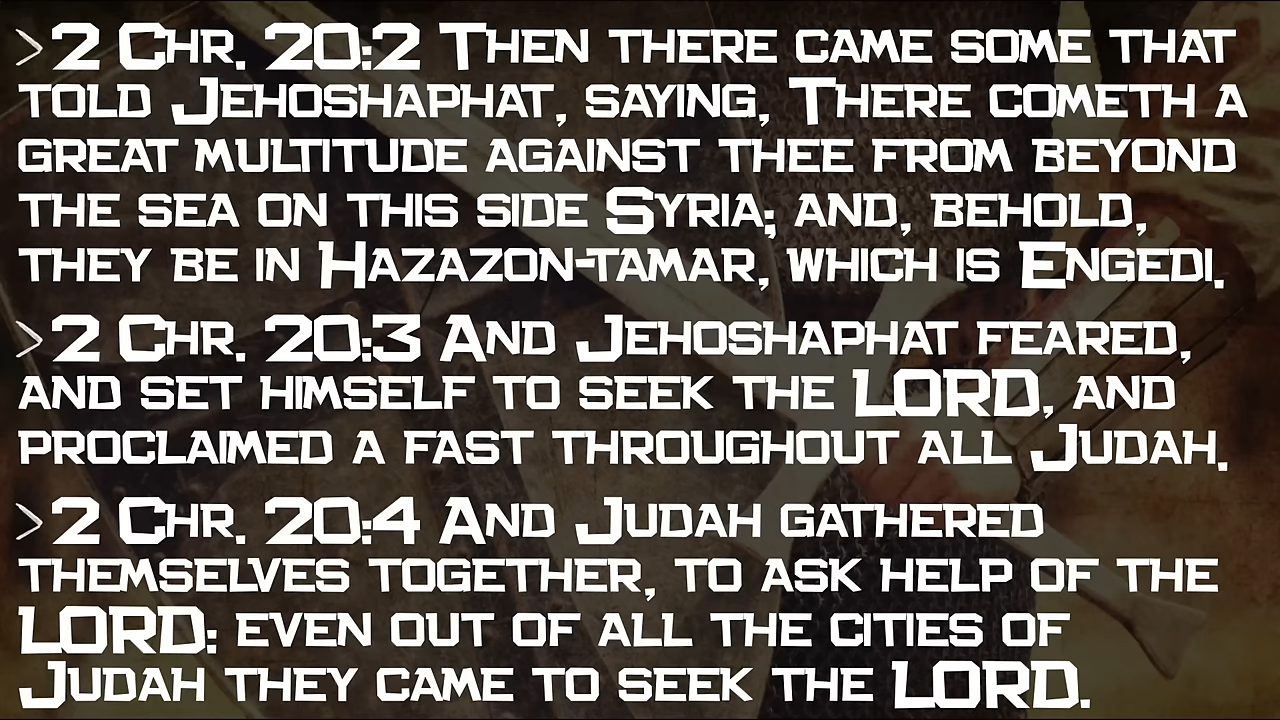 >2 Chr. 20:2 Then there came some that
told Jehoshaphat, saying, There cometh a
great multitude against thee from beyond
the sea on this side Syria; and, behold,
they be in Hazazon-tamar, which is Engedi.
>2 Chr. 20:3 And Jehoshaphat feared,
and set himself to seek the LORD, and
proclaimed a fast throughout all Judah.
>2 Chr. 20:4 And Judah gathered
themselves together, to ask help of the
LORD: even out of all the cities of
Judah they came to seek the LORD.